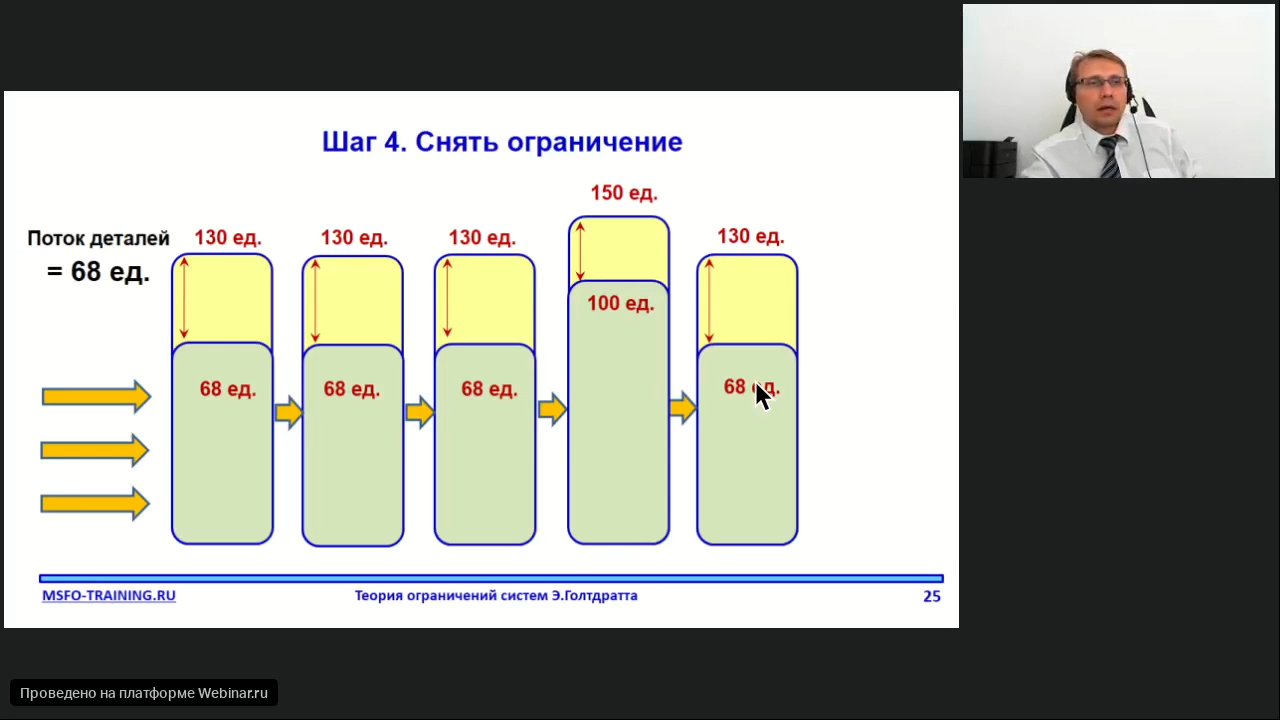 Шаг 4. Снять ограничение
150 ед.
Поток деталей
= 68 ед.
130 ед.
130 ед.
130 ед.
130 ед.
100 ед.
68 ед.
68 ед.
68 ед.
68 ед.
MSFO-TRAINING.RU
Теория ограничений систем Э.Голтдратта
25
Проведено на платформе Webinar.ru